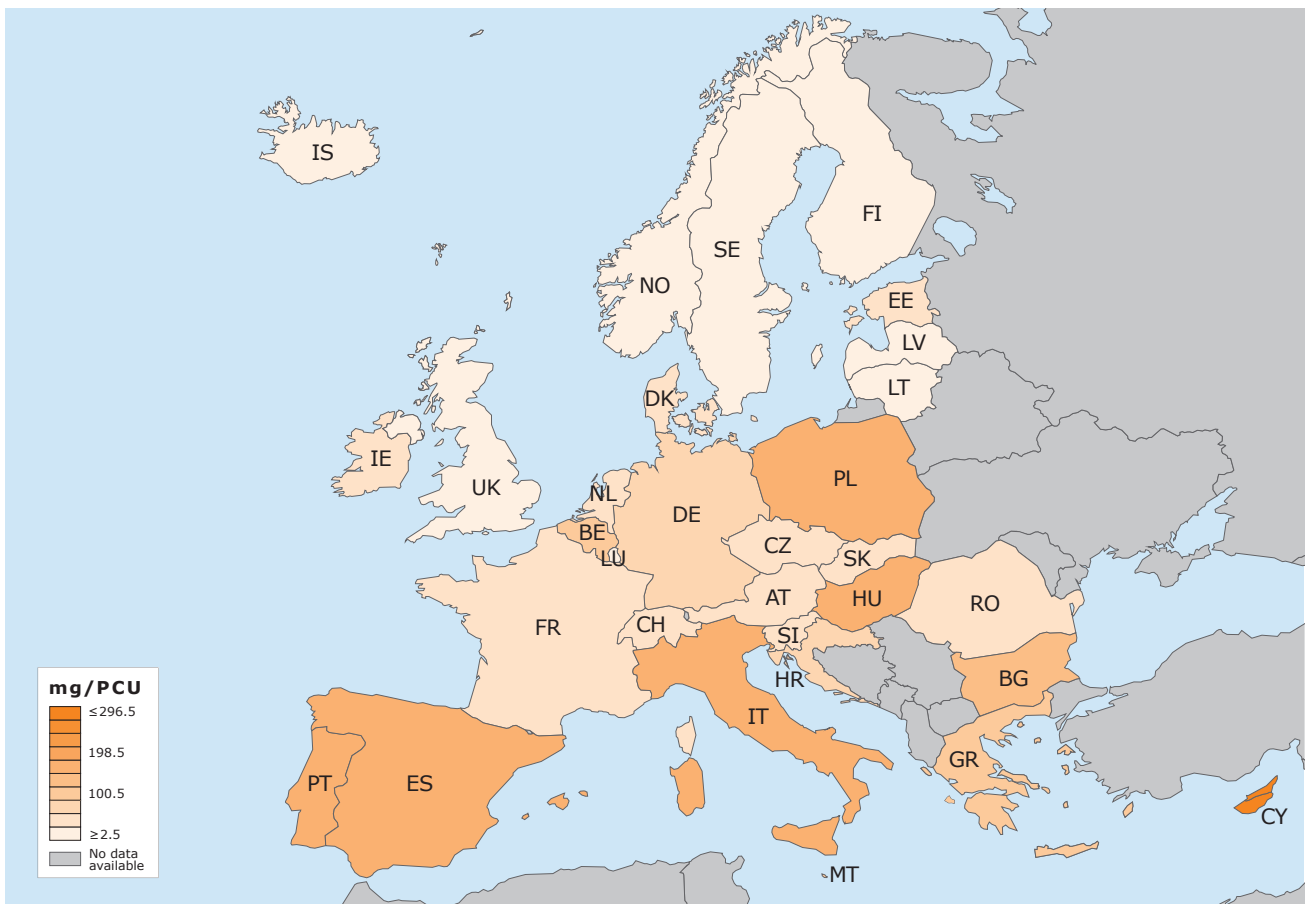 IS
FI
SE
NO
EE
LV
LT
DK
IE
UK
NL
PL
DE
BE
LU
CZ
SK
AT
HU
RO
FR
CH
SI
HR
BG
IT
GR
PT
ES
CY
MT
mg/PCU
≤296.5
198.5
100.5
≥2.5
No data
available